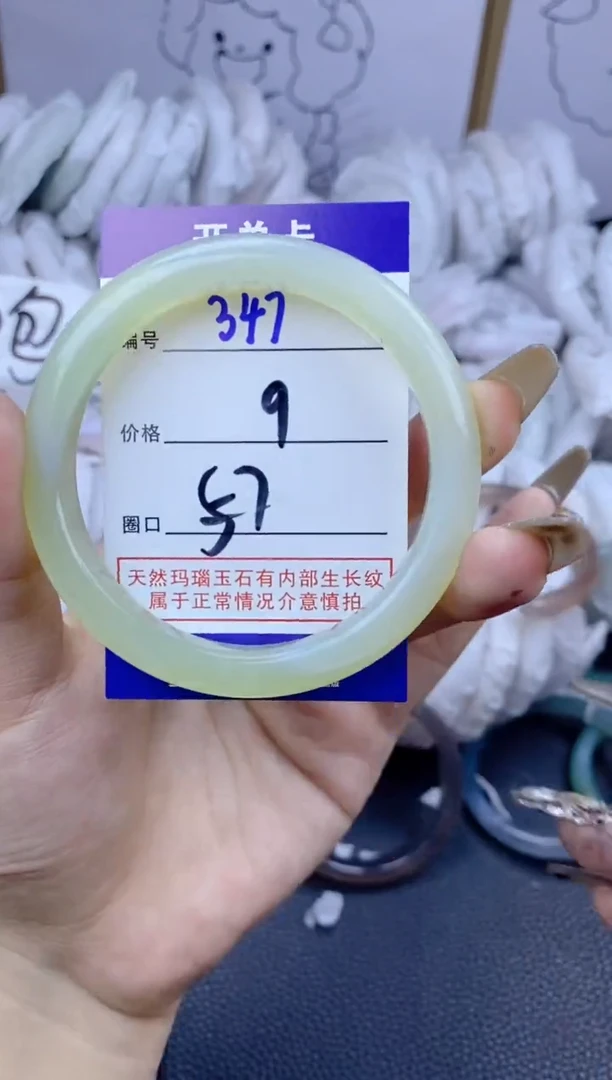 开单卡
编号 347
价格 9
圈口 57
天然玛瑙玉石有内部生长纹
属于正常情况介意慎拍
包